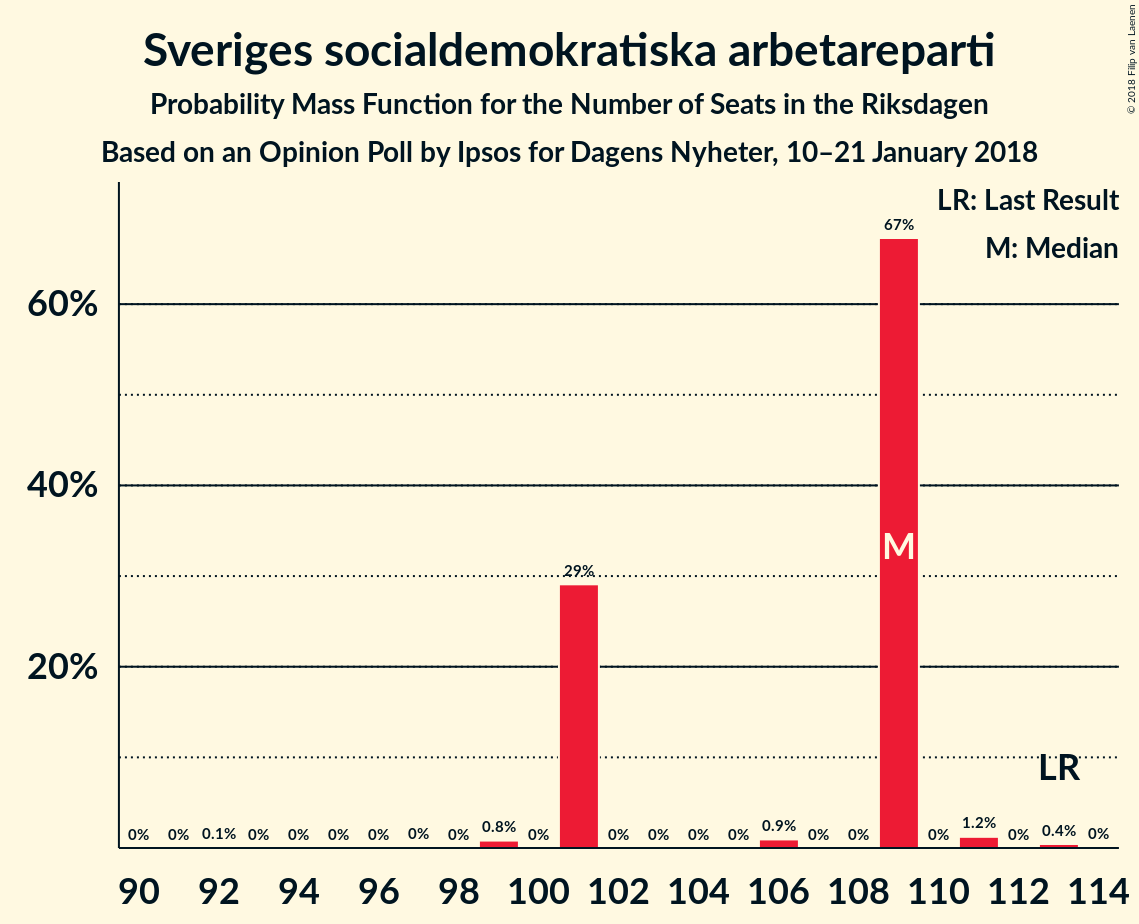 Sveriges socialdemokratiska arbetareparti
Probability Mass Function for the Number of Seats in the Riksdagen
Based on an Opinion Poll by Ipsos for Dagens Nyheter, 10–21 January 2018
© 2018 Filip van Laenen
LR: Last Result
M: Median
67%
60%
40%
M
29%
20%
LR
0% 0% 0.1% 0% 0% 0% 0% 0% 0% 0.8% 0% 0% 0% 0% 0% 0.9% 0% 0% 0% 1.2% 0% 0.4% 0%
90 92 94 96 98 100 102 104 106 108 110 112 114